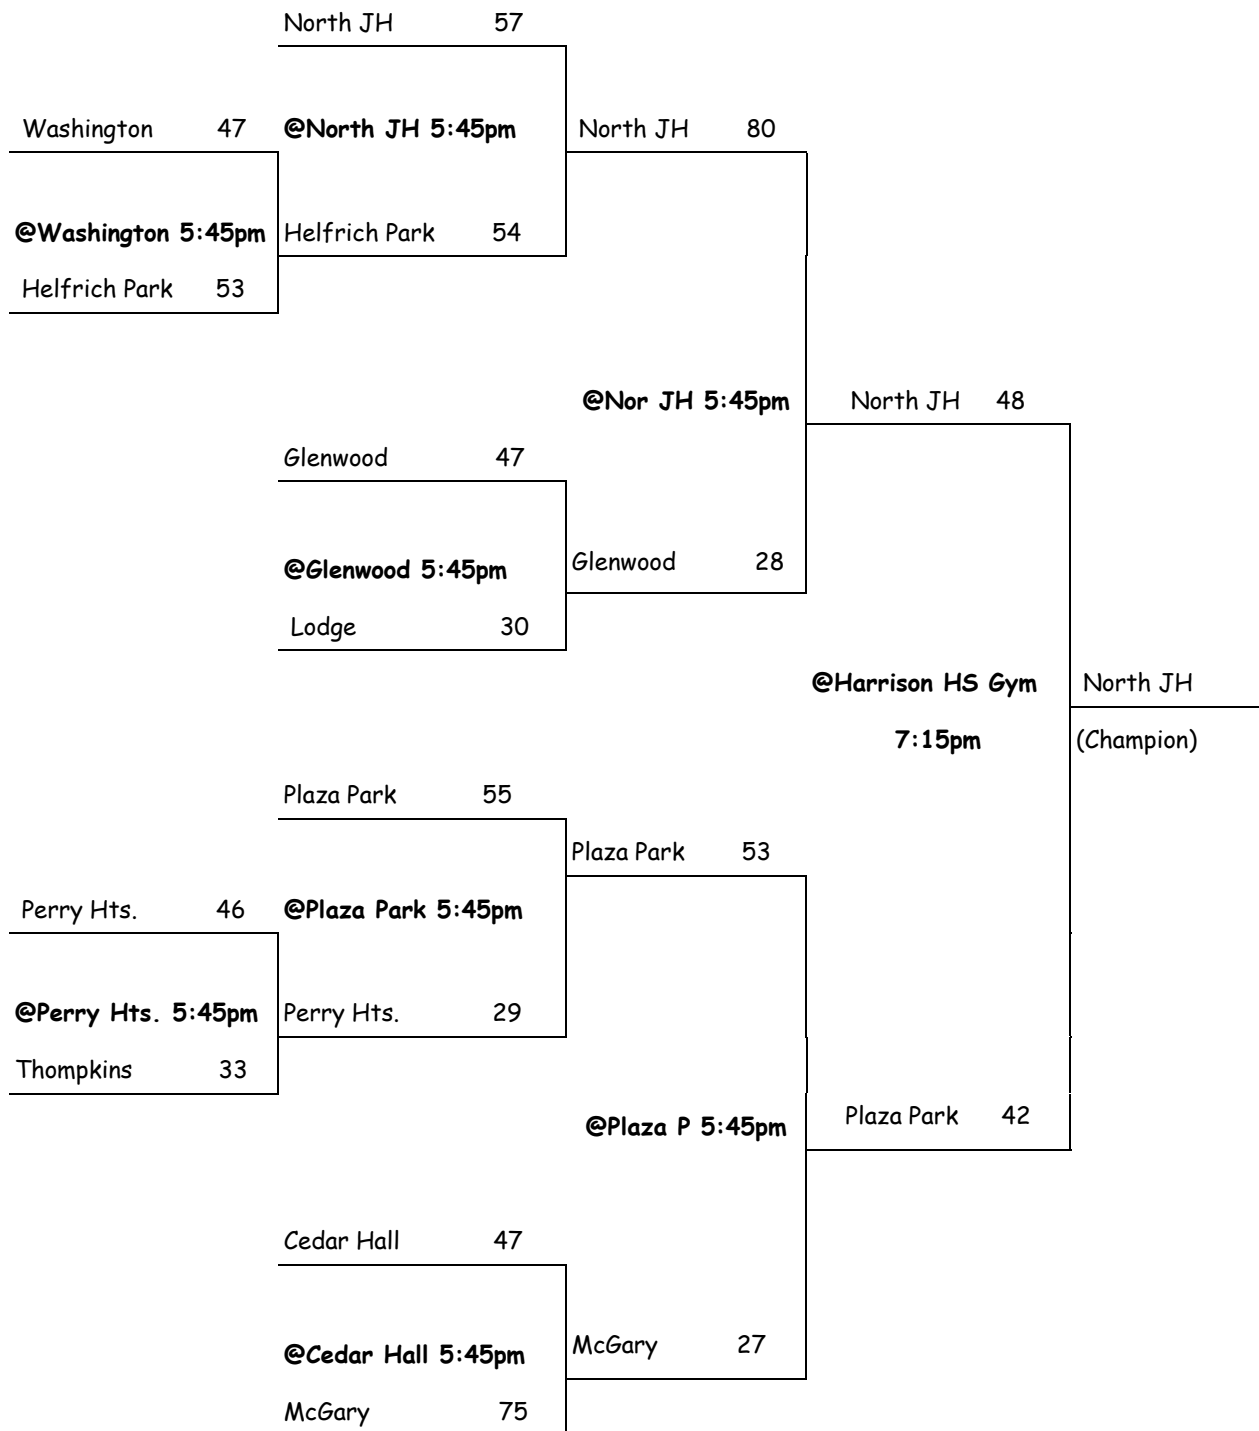 North JH 57
Washington 47 @North JH 5:45pm North JH 80
@Washington 5:45pm Helfrich Park 54
Helfrich Park 53
@Nor JH 5:45pm North JH 48
Glenwood 47
@Glenwood 5:45pm Glenwood 28
Lodge 30
@Harrison HS Gym North JH
7:15pm (Champion)
Plaza Park 55
Plaza Park 53
Perry Hts. 46 @Plaza Park 5:45pm
@Perry Hts. 5:45pm Perry Hts. 29
Thompkins 33
@Plaza P 5:45pm Plaza Park 42
Cedar Hall 47
@Cedar Hall 5:45pm McGary 27
McGary 75